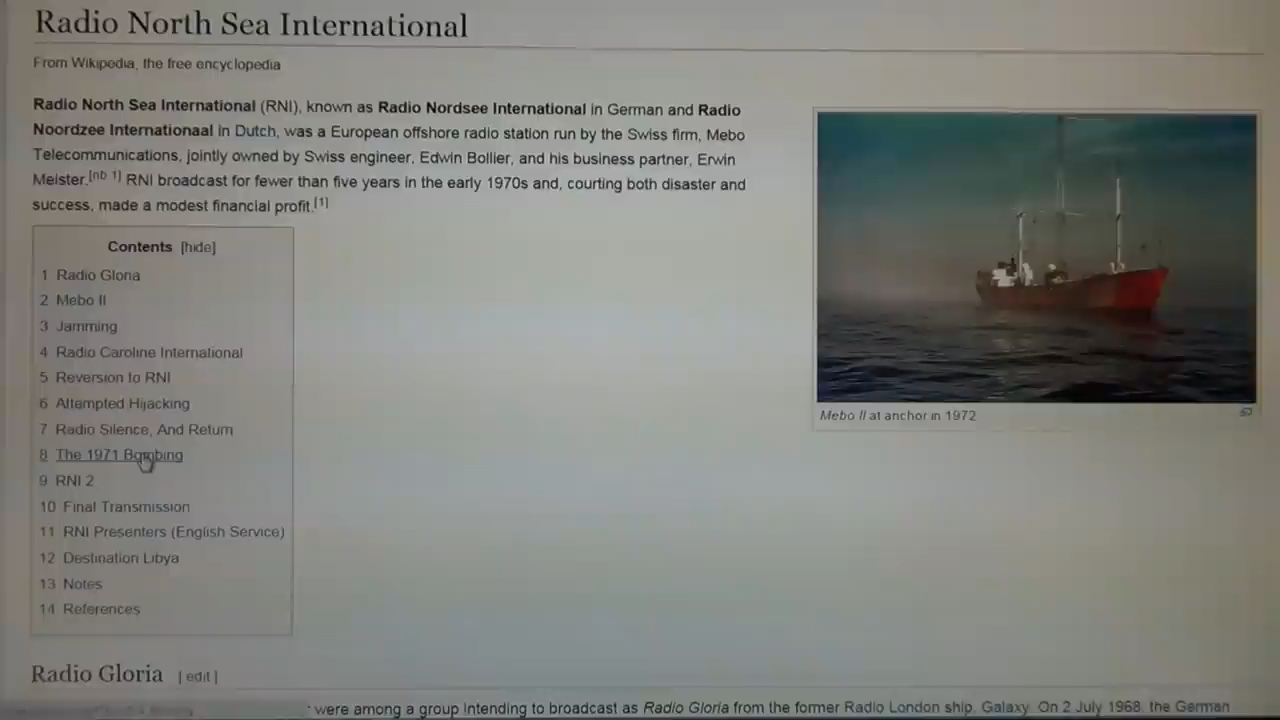 Radio North Sea International
From Wikipedia, the free encyclopedia
Radio North Sea International (RNI), known as Radio Nordsee International in German and Radio
Noordzee Internationaal in Dutch, was a European offshore radio station run by the Swiss firm, Mebo
Telecommunications, jointly owned by Swiss engineer, Edwin Bollier, and his business partner, Erwin
Meister.[nb 1] RNI broadcast for fewer than five years in the early 1970s and, courting both disaster and
success, made a modest financial profit.[1]
Mebo II at anchor in 1972
Contents [hide]
1 Radio Gloria
2 Mebo II
3 Jamming
4 Radio Caroline International
5 Reversion to RNI
6 Attempted Hijacking
7 Radio Silence, And Return
8 The 1971 Bombing
9 RNI 2
10 Final Transmission
11 RNI Presenters (English Service)
12 Destination Libya
13 Notes
14 References
Radio Gloria [edit]
were among a group intending to broadcast as Radio Gloria from the former Radio London ship, Galaxy. On 2 July 1968, the German